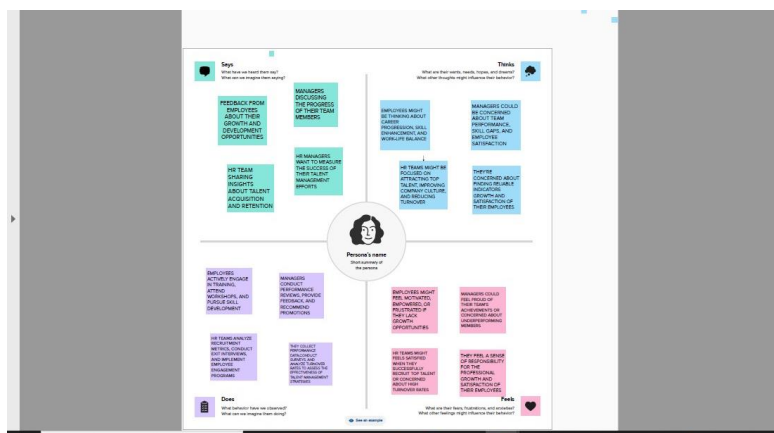 Says
What have we heard them say?
What can we imagine them saying?
FEEDBACK FROM
EMPLOYEES
ABOUT THEIR
GROWTH AND
DEVELOPMENT
OPPORTUNITIES
MANAGERS
DISCUSSING
THE PROGRESS
OF THEIR TEAM
MEMBERS
HR TEAM
SHARING
INSIGHTS
ABOUT TALENT
ACQUISITION
AND RETENTION
HR MANAGERS
WANT TO MEASURE
THE SUCCESS OF
THEIR TALENT
MANAGEMENT
EFFORTS
Thinks
What are their wants, needs, hopes, and dreams?
What other thoughts might influence their behavior?
EMPLOYEES MIGHT
BE THINKING ABOUT
CAREER
PROGRESSION, SKILL
ENHANCEMENT, AND
WORK-LIFE BALANCE
MANAGERS COULD
BE CONCERNED
ABOUT TEAM
PERFORMANCE,
SKILL GAPS, AND
EMPLOYEE
SATISFACTION
HR TEAMS MIGHT BE
FOCUSED ON
ATTRACTING TOP
TALENT, IMPROVING
COMPANY CULTURE,
AND REDUCING
TURNOVER
THEY'RE
CONCERNED ABOUT
FINDING RELIABLE
INDICATORS
GROWTH AND
SATISFACTION OF
THEIR EMPLOYEES
Persona's name
Short summary of
the persona
EMPLOYEES
ACTIVELY ENGAGE
IN TRAINING,
ATTEND
WORKSHOPS, AND
PURSUE SKILL
DEVELOPMENT
MANAGERS
CONDUCT
PERFORMANCE
REVIEWS, PROVIDE
FEEDBACK, AND
RECOMMEND
PROMOTIONS
HR TEAMS ANALYZE
RECRUITMENT
METRICS, CONDUCT
EXIT INTERVIEWS,
AND IMPLEMENT
EMPLOYEE
ENGAGEMENT
PROGRAMS
THEY COLLECT
PERFORMANCE
DATA,CONDUCT
SURVEYS, AND
ANALYZE TURNOVER
RATES TO ASSESS THE
EFFECTIVENESS OF
TALENT MANAGEMENT
STRATEGIES
Does
What behavior have we observed?
What can we imagine them doing?
EMPLOYEES MIGHT
FEEL MOTIVATED,
EMPOWERED, OR
FRUSTRATED IF
THEY LACK
GROWTH
OPPORTUNITIES
MANAGERS COULD
FEEL PROUD OF
THEIR TEAM'S
ACHIEVEMENTS OR
CONCERNED ABOUT
UNDERPERFORMING
MEMBERS
HR TEAMS MIGHT
FEELS SATISFIED
WHEN THEY
SUCCESSFULLY
RECRUIT TOP TALENT
OR CONCERNED
ABOUT HIGH
TURNOVER RATES
THEY FEEL A SENSE
OF RESPONSIBILITY
FOR THE
PROFESSIONAL
GROWTH AND
SATISFACTION OF
THEIR EMPLOYEES
Feels
What are their fears, frustrations, and anxieties?
What other feelings might influence their behavior?
See an example